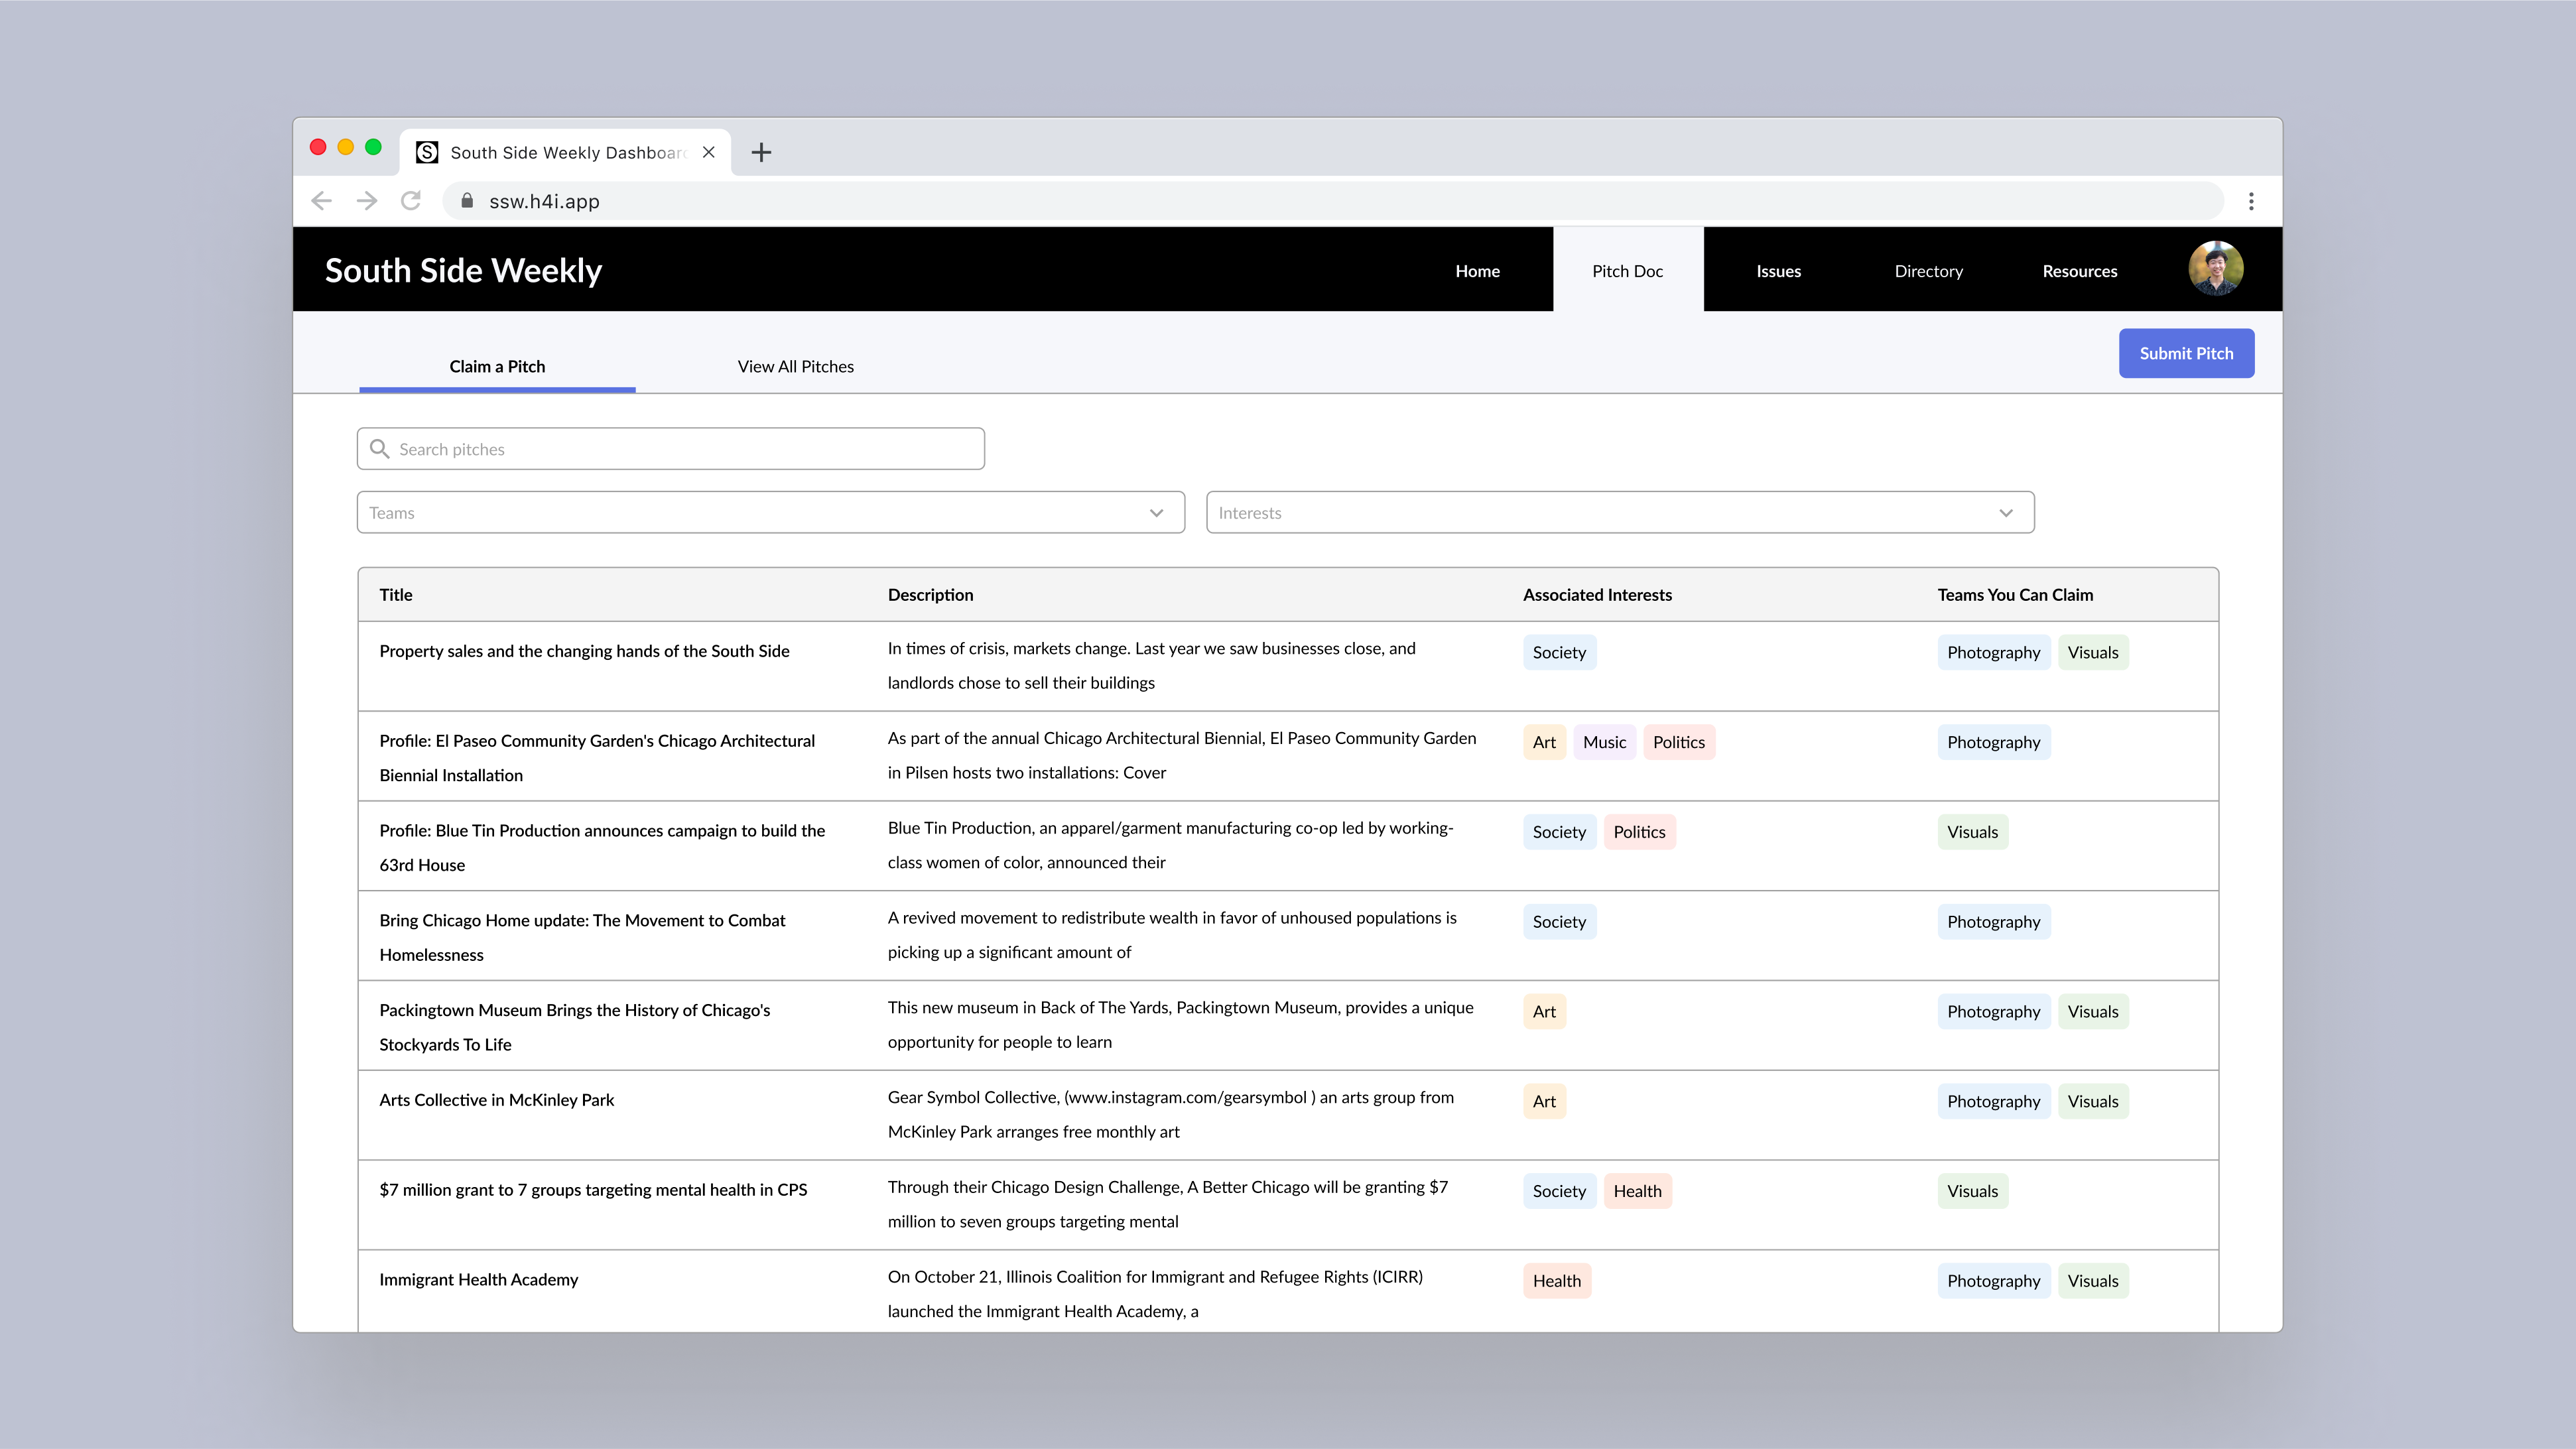 South Side Weekly Dashboard
ssw.h4i.app
South Side Weekly
Home
Pitch Doc
Issues
Directory
Resources
Claim a Pitch
View All Pitches
Submit Pitch
Search pitches
Teams
Interests
Title
Description
Associated Interests
Teams You Can Claim
Property sales and the changing hands of the South Side
In times of crisis, markets change. Last year we saw businesses close, and
landlords chose to sell their buildings
Society
Photography
Visuals
Profile: El Paseo Community Garden's Chicago Architectural
Biennial Installation
As part of the annual Chicago Architectural Biennial, El Paseo Community Garden
in Pilsen hosts two installations: Cover
Art
Music
Politics
Photography
Profile: Blue Tin Production announces campaign to build the
63rd House
Blue Tin Production, an apparel/garment manufacturing co-op led by working-
class women of color, announced their
Society
Politics
Visuals
Bring Chicago Home update: The Movement to Combat
Homelessness
A revived movement to redistribute wealth in favor of unhoused populations is
picking up a significant amount of
Society
Photography
Packingtown Museum Brings the History of Chicago's
Stockyards To Life
This new museum in Back of The Yards, Packingtown Museum, provides a unique
opportunity for people to learn
Art
Photography
Visuals
Arts Collective in McKinley Park
Gear Symbol Collective, (www.instagram.com/gearsymbol ) an arts group from
McKinley Park arranges free monthly art
Art
Photography
Visuals
$7 million grant to 7 groups targeting mental health in CPS
Through their Chicago Design Challenge, A Better Chicago will be granting $7
million to seven groups targeting mental
Society
Health
Visuals
Immigrant Health Academy
On October 21, Illinois Coalition for Immigrant and Refugee Rights (ICIRR)
launched the Immigrant Health Academy, a
Health
Photography
Visuals